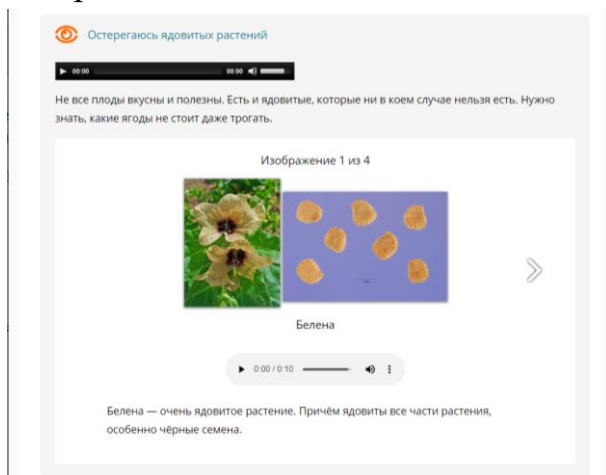 Остерегаюсь ядовитых растений
00:00 00:00
Не все плоды вкусны и полезны. Есть и ядовитые, которые ни в коем случае нельзя есть. Нужно
знать, какие ягоды не стоит даже трогать.
Изображение 1 из 4
Белена
0:00 / 0:10
Белена — очень ядовитое растение. Причём ядовиты все части растения,
особенно чёрные семена.